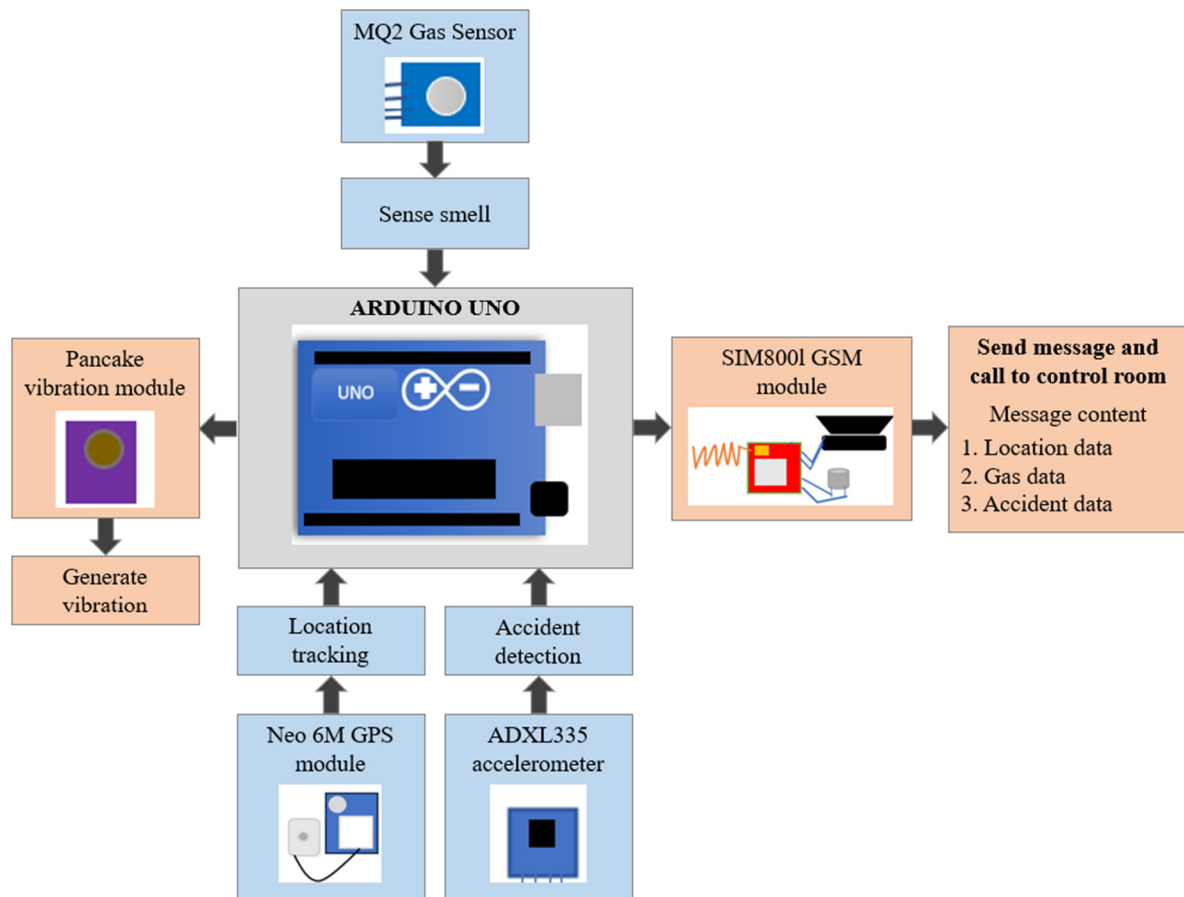 MQ2 Gas Sensor
Sense smell
ARDUINO UNO
UNO
Pancake
vibration module
Generate
vibration
SIM800l GSM
module
Send message and
call to control room
Message content
1. Location data
2. Gas data
3. Accident data
Location
tracking
Accident
detection
Neo 6M GPS
module
ADXL335
accelerometer